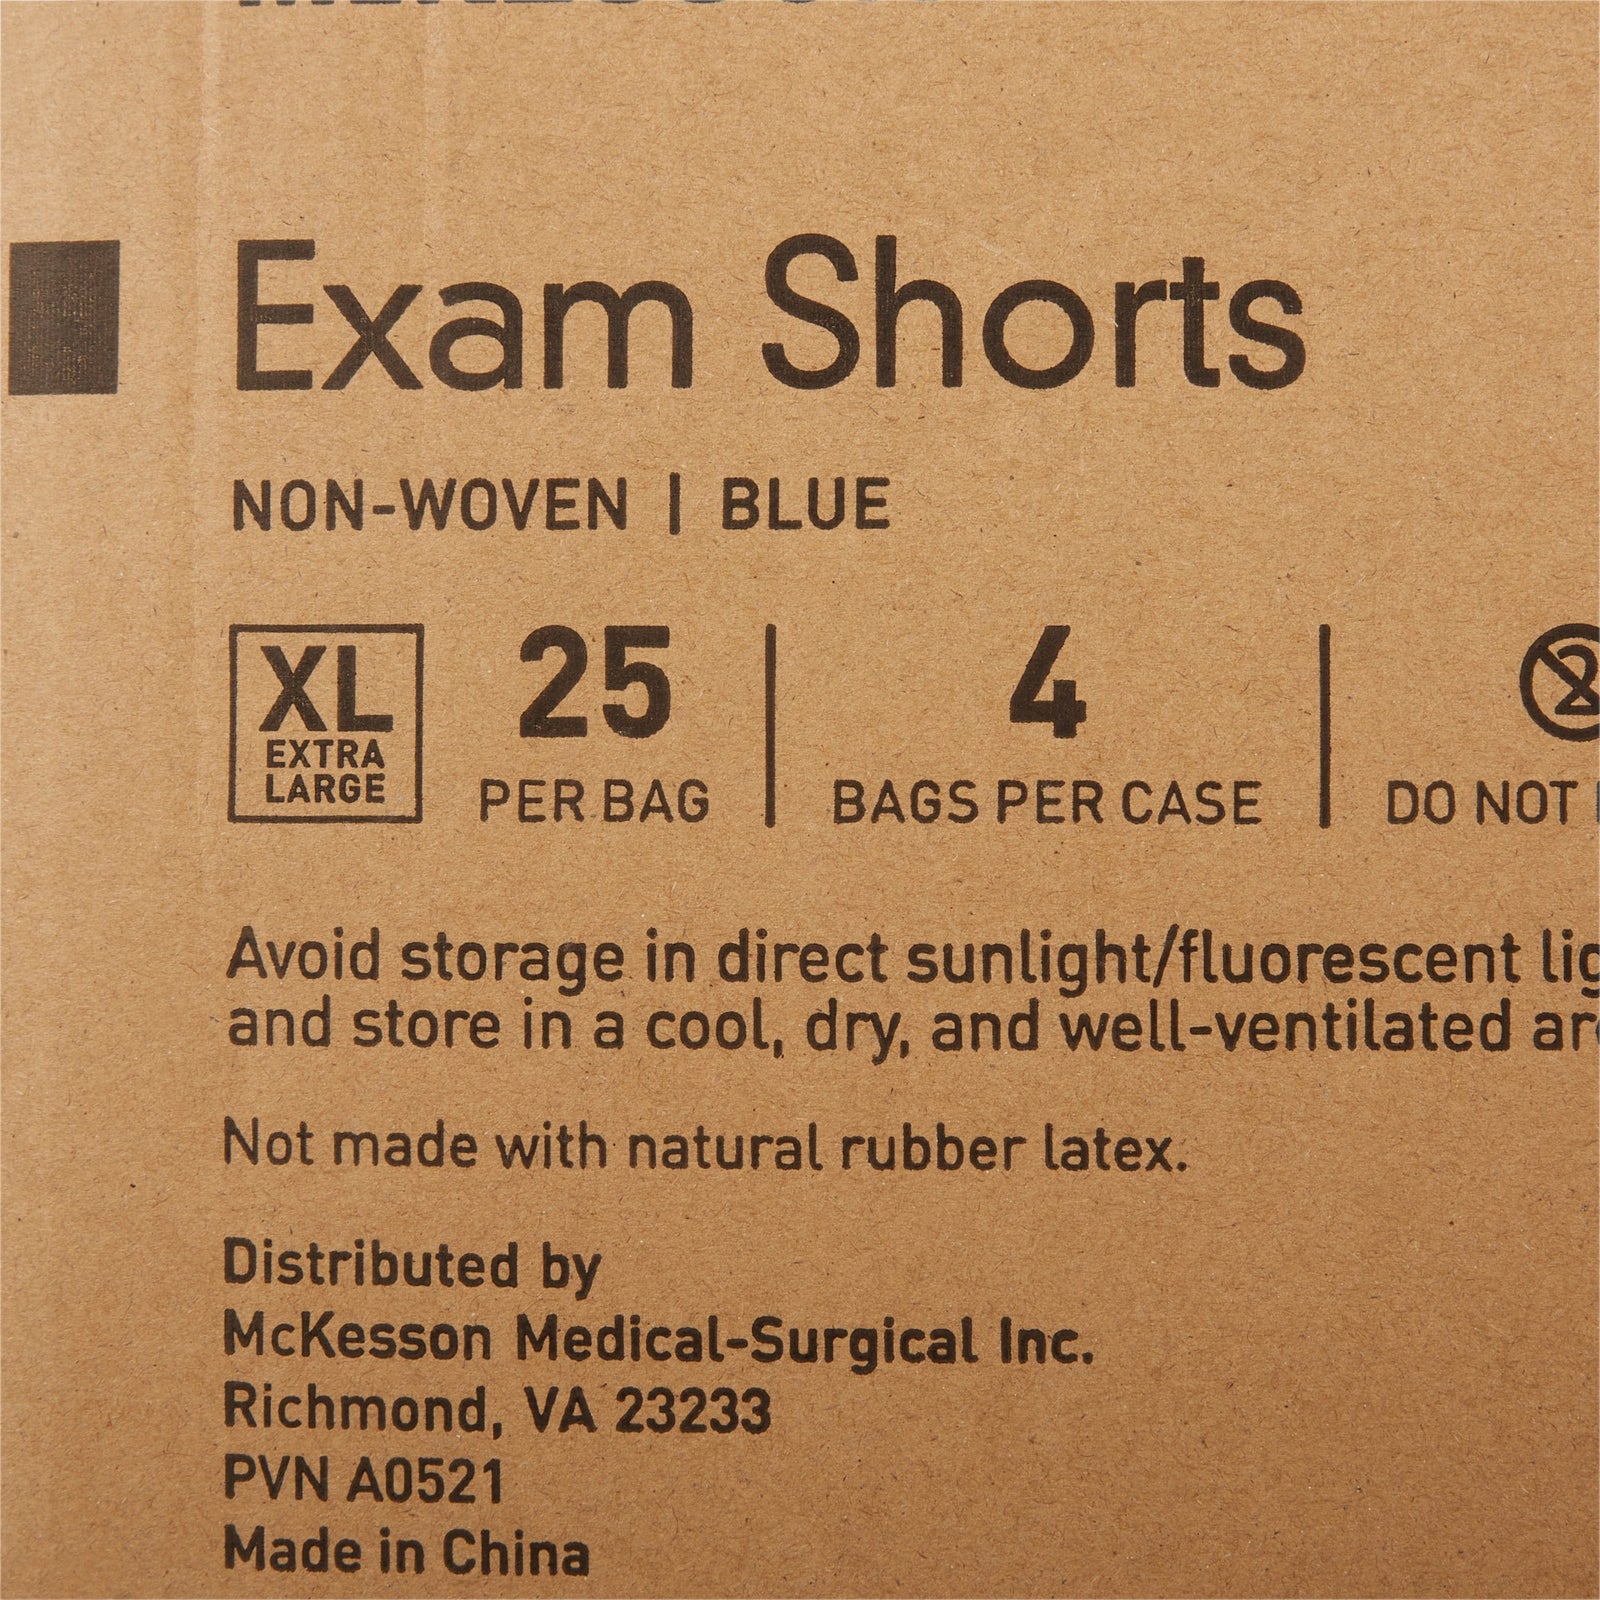 Exam Shorts
NON-WOVEN | BLUE
XL
EXTRA
LARGE
25
PER BAG
4
BAGS PER CASE
2
DO NOT
Avoid storage in direct sunlight/fluorescent
and store in a cool, dry, and well-ventilated
Not made with natural rubber latex.
Distributed by
McKesson Medical-Surgical Inc.
Richmond, VA 23233
PVN A0521
Made in China